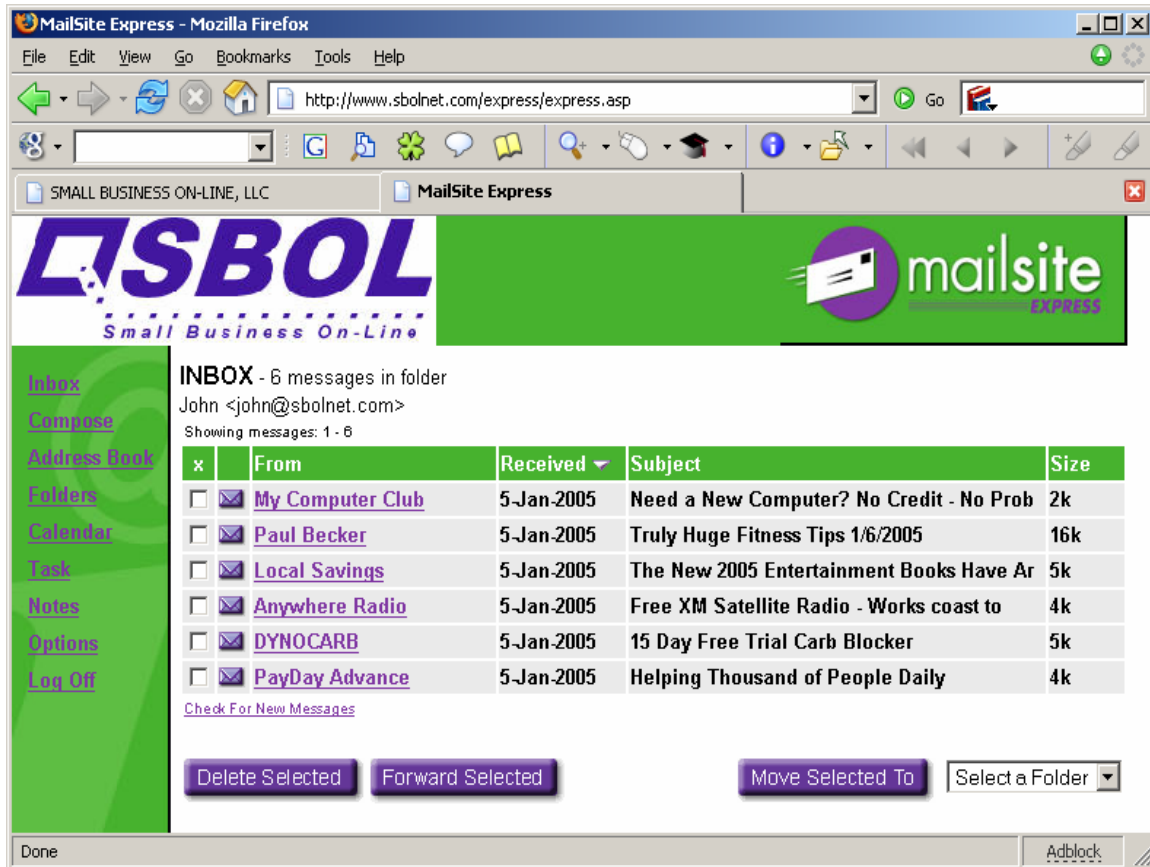 MailSite Express - Mozilla Firefox
File Edit View Go Bookmarks Tools Help
http://www.sbolnet.com/express/express.asp Go
G
SMALL BUSINESS ON-LINE, LLC MailSite Express
SBOL
Small Business On-Line
mailsite
EXPRESS
Inbox
Compose
Address Book
Folders
Calendar
Task
Notes
Options
Log Off
INBOX - 6 messages in folder
John <john@sbolnet.com>
Showing messages: 1 - 6
x From Received Subject Size
My Computer Club 5-Jan-2005 Need a New Computer? No Credit - No Prob 2k
Paul Becker 5-Jan-2005 Truly Huge Fitness Tips 1/6/2005 16k
Local Savings 5-Jan-2005 The New 2005 Entertainment Books Have Ar 5k
Anywhere Radio 5-Jan-2005 Free XM Satellite Radio - Works coast to 4k
DYNOCARB 5-Jan-2005 15 Day Free Trial Carb Blocker 5k
PayDay Advance 5-Jan-2005 Helping Thousand of People Daily 4k
Check For New Messages
Delete Selected Forward Selected Move Selected To Select a Folder
Done Adblock